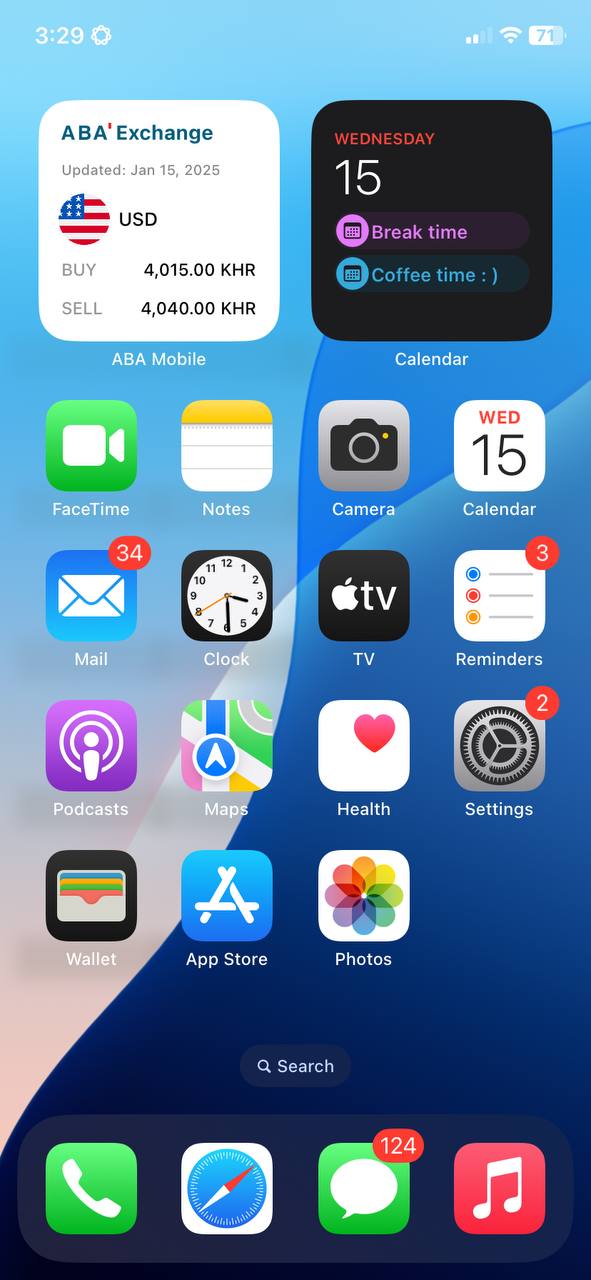 3:29
71
ABA' Exchange
Updated: Jan 15, 2025
USD
BUY 4,015.00 KHR
SELL 4,040.00 KHR
ABA Mobile
WEDNESDAY
15
Break time
Coffee time : )
Calendar
FaceTime
Notes
Camera
WED
15
Calendar
34
Mail
12
1
2
3
4
5
6
7
8
9
10
11
Clock
tv
TV
3
Reminders
Podcasts
Maps
Health
2
Settings
Wallet
App Store
Photos
Search
124